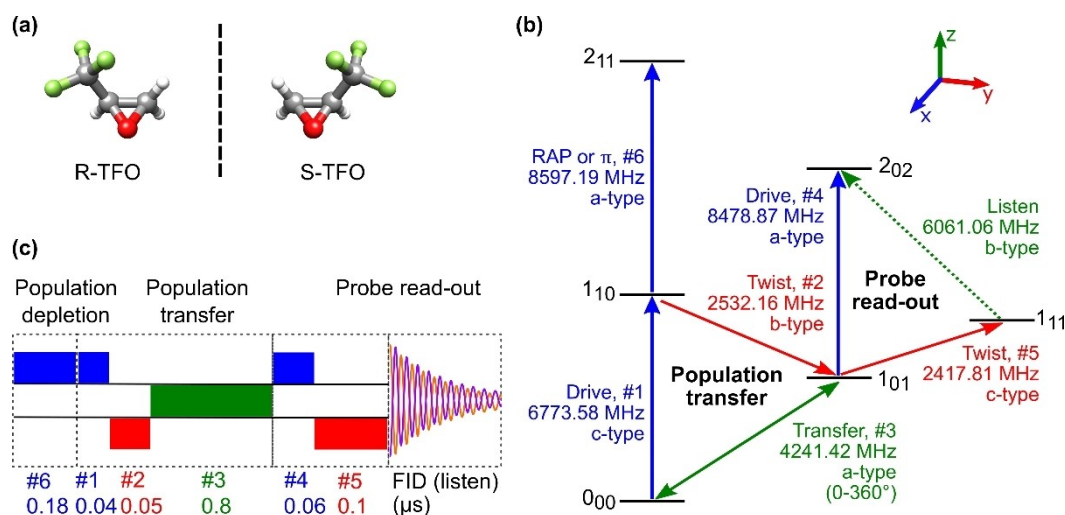 (a)
R-TFO
S-TFO
(b)
z
y
x
2₁₁
RAP or π, #6
8597.19 MHz
a-type
2₀₂
Drive, #4
8478.87 MHz
a-type
Listen
6061.06 MHz
b-type
1₁₀
Twist, #2
2532.16 MHz
b-type
Probe
read-out
1₁₁
Drive, #1
6773.58 MHz
c-type
Population
transfer
1₀₁
Twist, #5
2417.81 MHz
c-type
Transfer, #3
4241.42 MHz
a-type
(0-360°)
0₀₀
(c)
Population
depletion
Population
transfer
Probe read-out
#6 #1 #2 #3 #4 #5 FID (listen)
0.18 0.04 0.05 0.8 0.06 0.1 (μs)